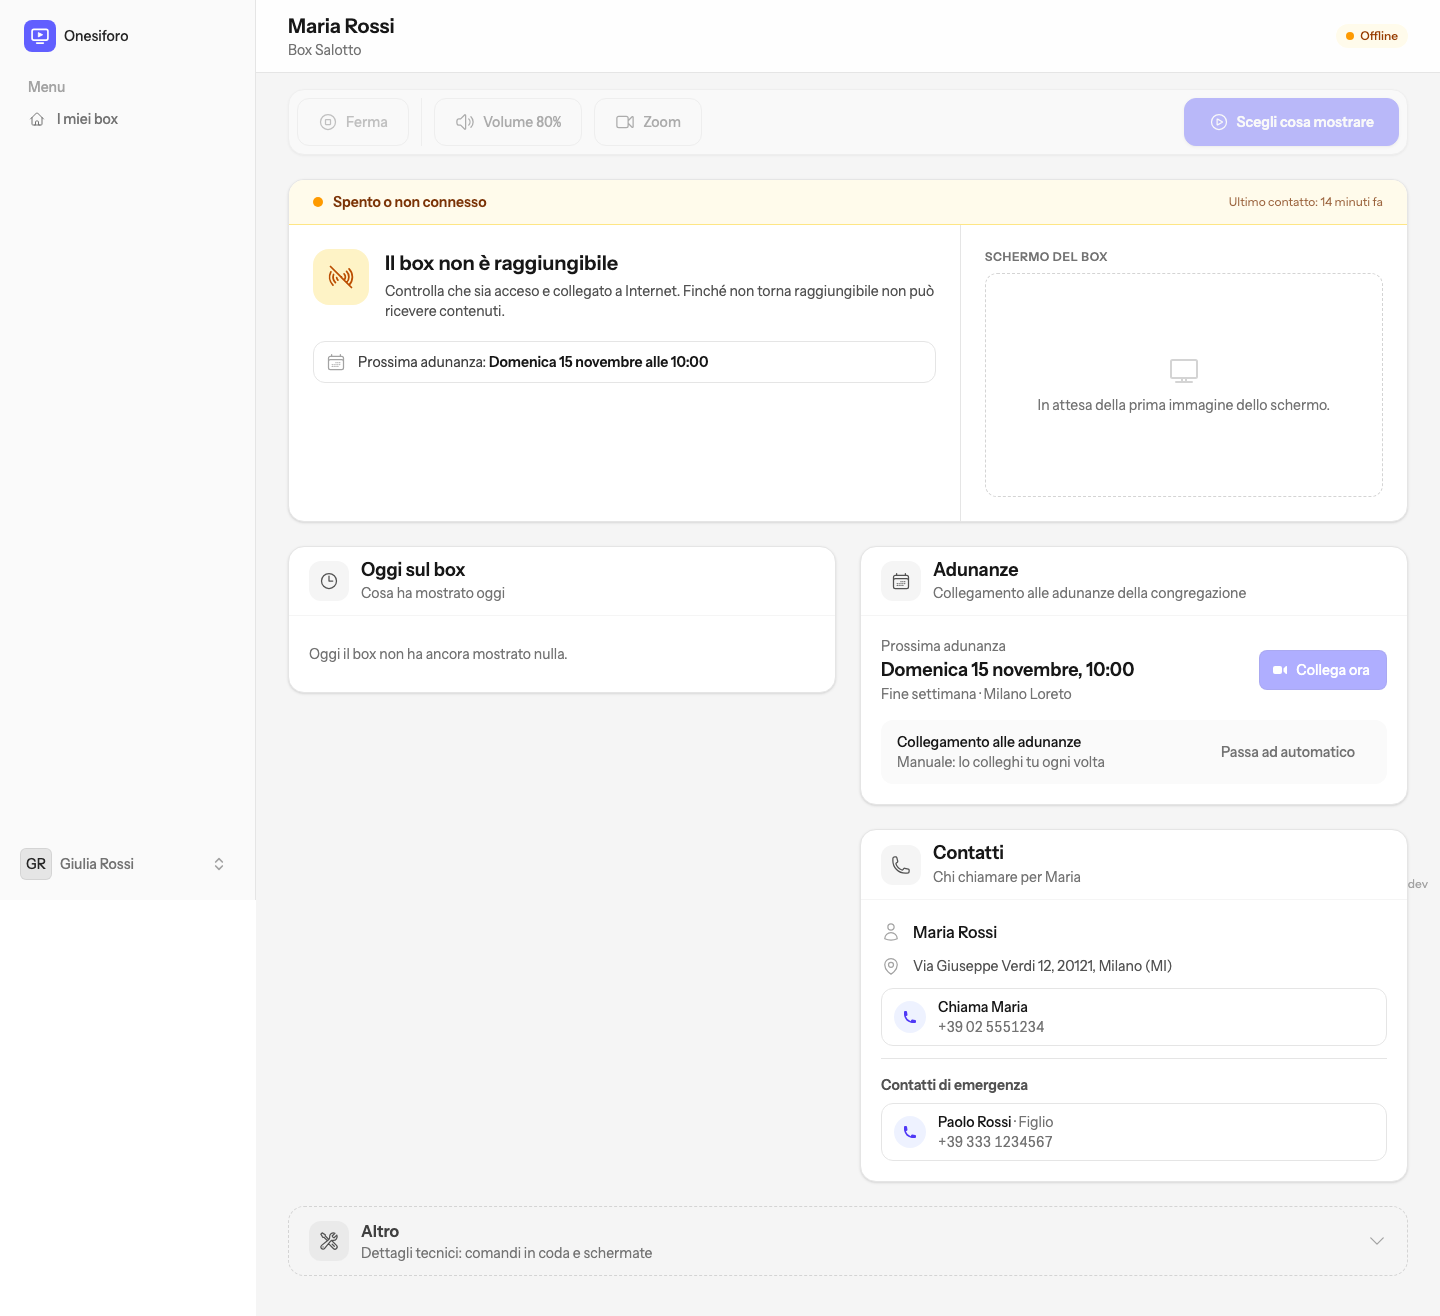 Onesiforo
Menu
I miei box
GR
Giulia Rossi
Maria Rossi
Box Salotto
Offline
Ferma
Volume 80%
Zoom
Scegli cosa mostrare
Spento o non connesso
Ultimo contatto: 14 minuti fa
Il box non è raggiungibile
Controlla che sia acceso e collegato a Internet. Finché non torna raggiungibile non può
ricevere contenuti.
Prossima adunanza: Domenica 15 novembre alle 10:00
SCHERMO DEL BOX
In attesa della prima immagine dello schermo.
Oggi sul box
Cosa ha mostrato oggi
Oggi il box non ha ancora mostrato nulla.
Adunanze
Collegamento alle adunanze della congregazione
Prossima adunanza
Domenica 15 novembre, 10:00
Fine settimana · Milano Loreto
Collega ora
Collegamento alle adunanze
Manuale: lo colleghi tu ogni volta
Passa ad automatico
Contatti
Chi chiamare per Maria
Maria Rossi
Via Giuseppe Verdi 12, 20121, Milano (MI)
Chiama Maria
+39 02 5551234
Contatti di emergenza
Paolo Rossi · Figlio
+39 333 1234567
dev
Altro
Dettagli tecnici: comandi in coda e schermate